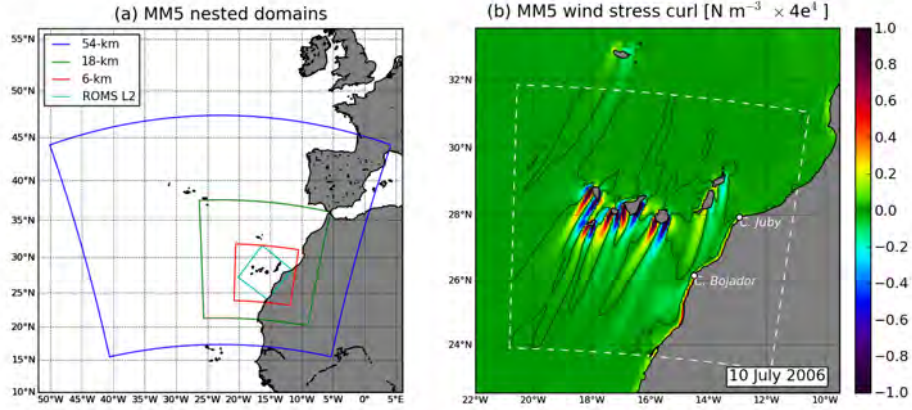 (a) MM5 nested domains
55°N
50°N
45°N
40°N
35°N
30°N
25°N
20°N
15°N
10°N
50°W 45°W 40°W 35°W 30°W 25°W 20°W 15°W 10°W 5°W 0°E 5°E
54-km
18-km
6-km
ROMS L2
(b) MM5 wind stress curl [N m⁻³ × 4e⁴ ]
32°N
30°N
28°N
26°N
24°N
22°W 20°W 18°W 16°W 14°W 12°W 10°W
C. Juby
C. Bojador
10 July 2006
1.0
0.8
0.6
0.4
0.2
0.0
−0.2
−0.4
−0.6
−0.8
−1.0